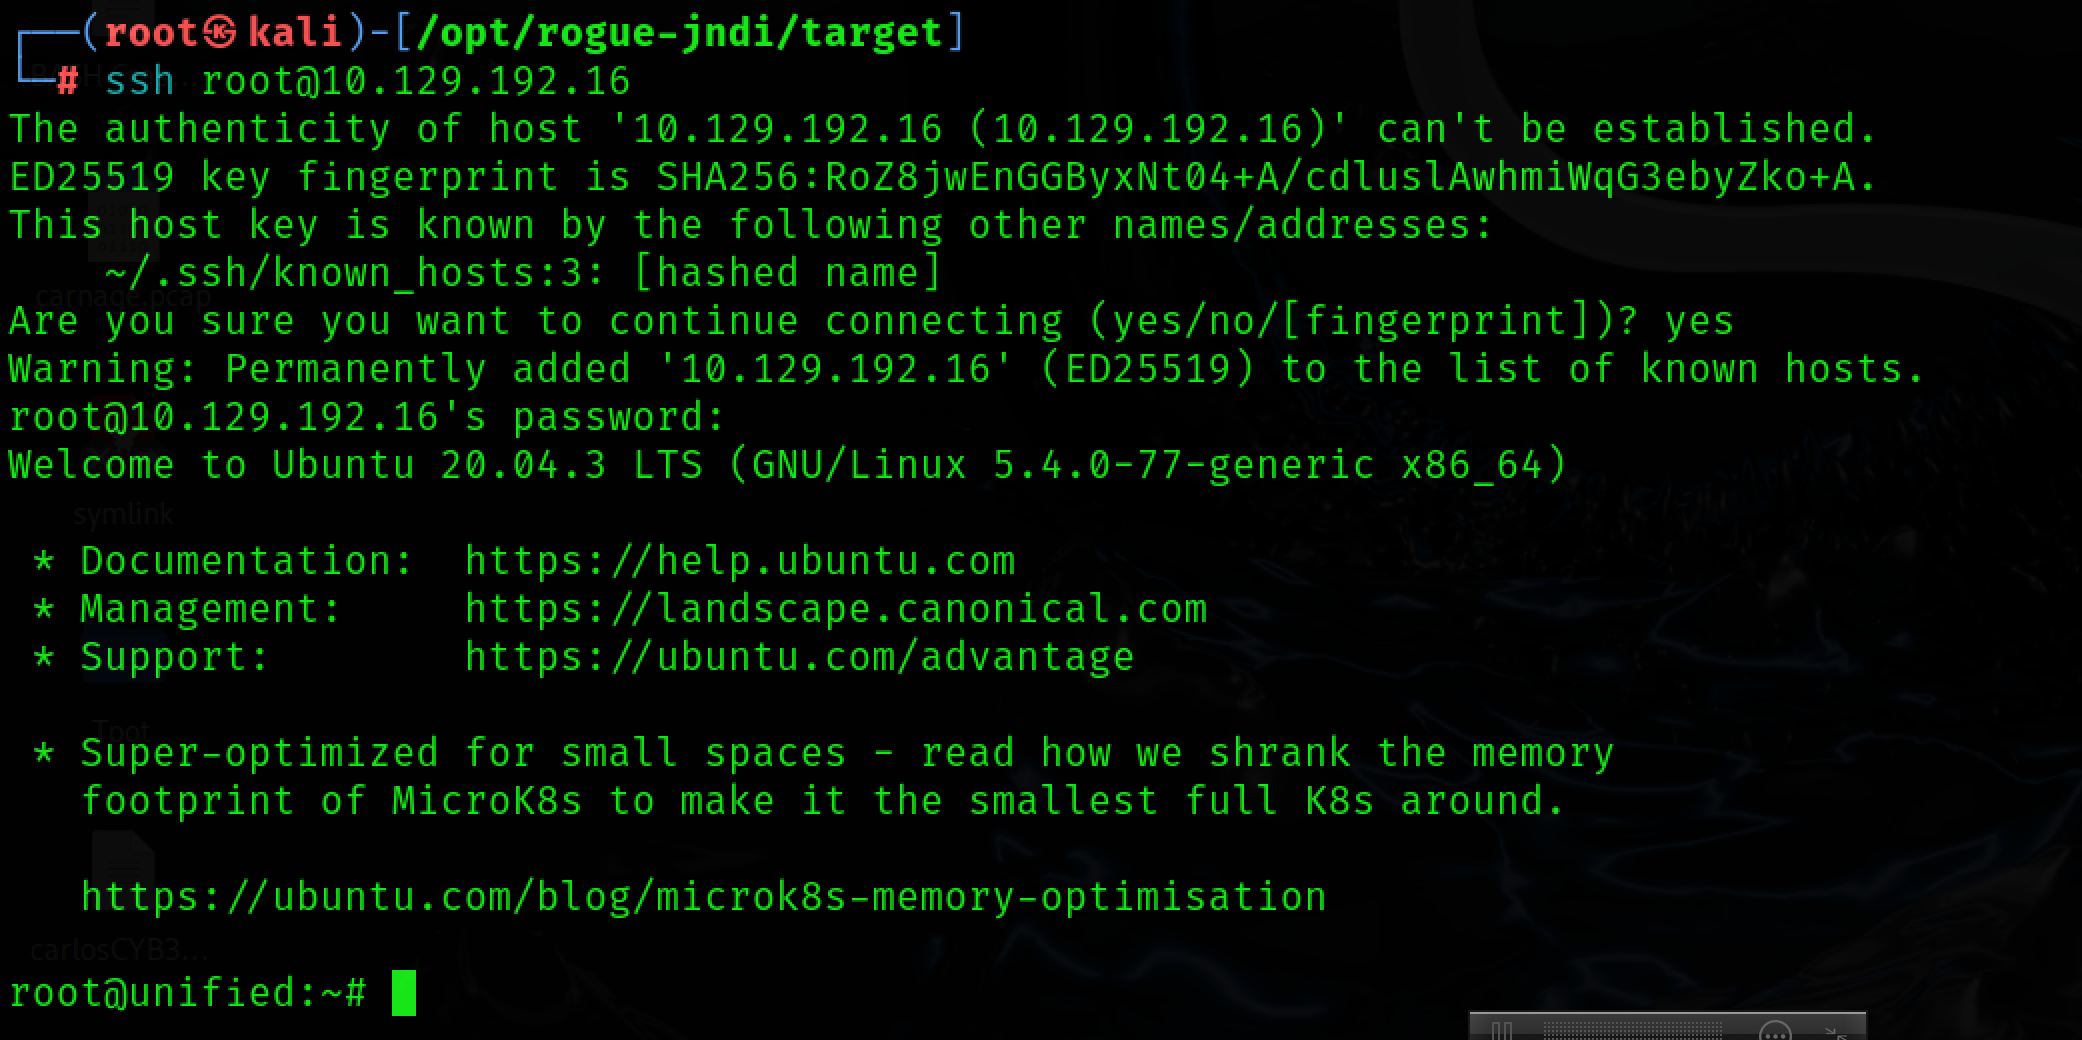 ┌──(root㉿kali)-[/opt/rogue-jndi/target]
└─# ssh root@10.129.192.16
The authenticity of host '10.129.192.16 (10.129.192.16)' can't be established.
ED25519 key fingerprint is SHA256:RoZ8jwEnGGByxNt04+A/cdluslAwhmiWqG3ebyZko+A.
This host key is known by the following other names/addresses:
    ~/.ssh/known_hosts:3: [hashed name]
carnage.pcap
Are you sure you want to continue connecting (yes/no/[fingerprint])? yes
Warning: Permanently added '10.129.192.16' (ED25519) to the list of known hosts.
root@10.129.192.16's password:
Welcome to Ubuntu 20.04.3 LTS (GNU/Linux 5.4.0-77-generic x86_64)
symlink
 * Documentation:  https://help.ubuntu.com
 * Management:     https://landscape.canonical.com
 * Support:        https://ubuntu.com/advantage
Tpot
 * Super-optimized for small spaces - read how we shrank the memory
   footprint of MicroK8s to make it the smallest full K8s around.
   https://ubuntu.com/blog/microk8s-memory-optimisation
carlosCYB3...
root@unified:~#